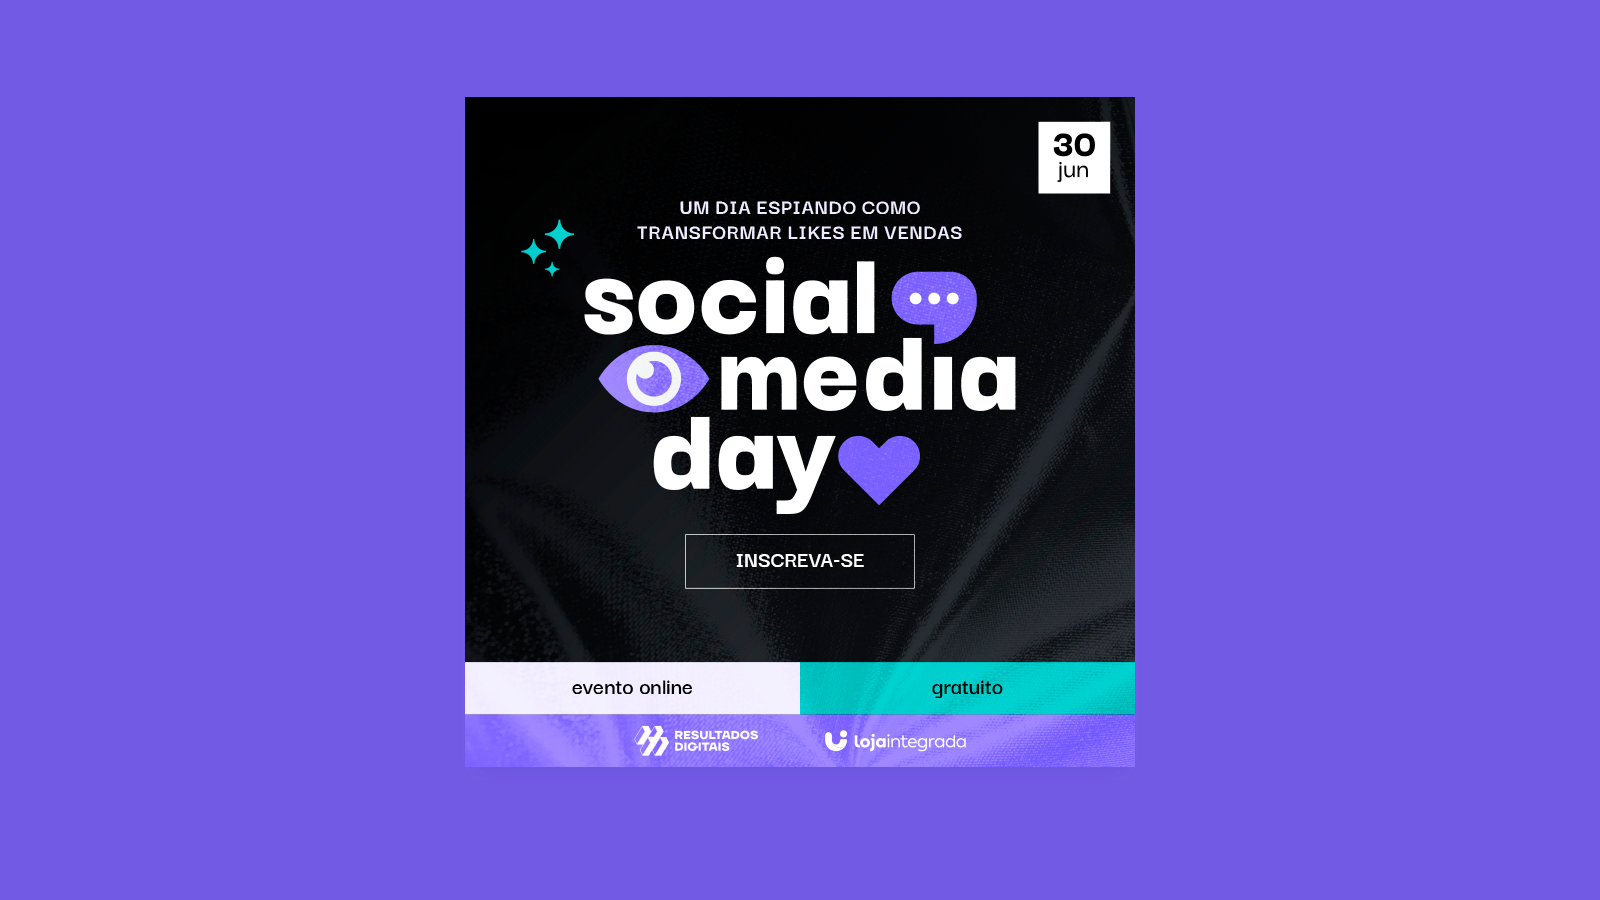 30
jun
UM DIA ESPIANDO COMO
TRANSFORMAR LIKES EM VENDAS
social
media
day
INSCREVA-SE
evento online
gratuito
RESULTADOS
DIGITAIS
lojaintegrada